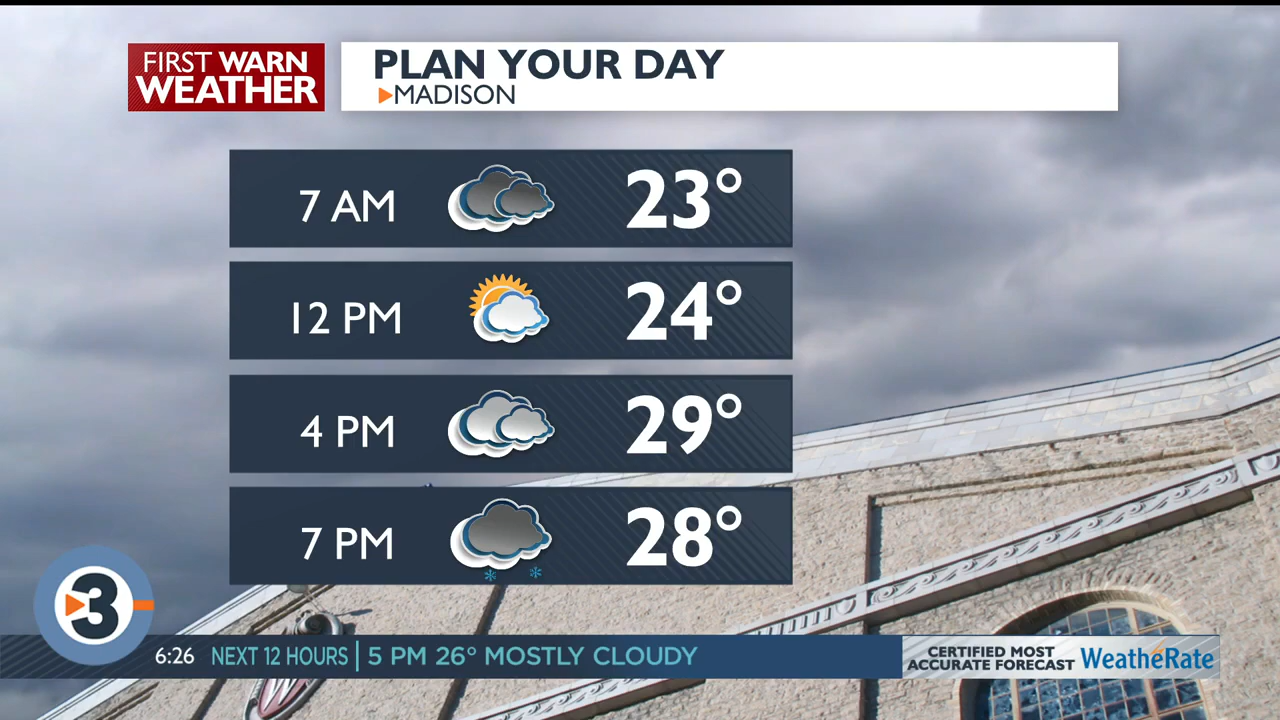 FIRST WARN
WEATHER
PLAN YOUR DAY
MADISON
7 AM 23°
12 PM 24°
4 PM 29°
7 PM 28°
3
6:26 NEXT 12 HOURS | 5 PM 26° MOSTLY CLOUDY
CERTIFIED MOST
ACCURATE FORECAST
WeatheRate
W